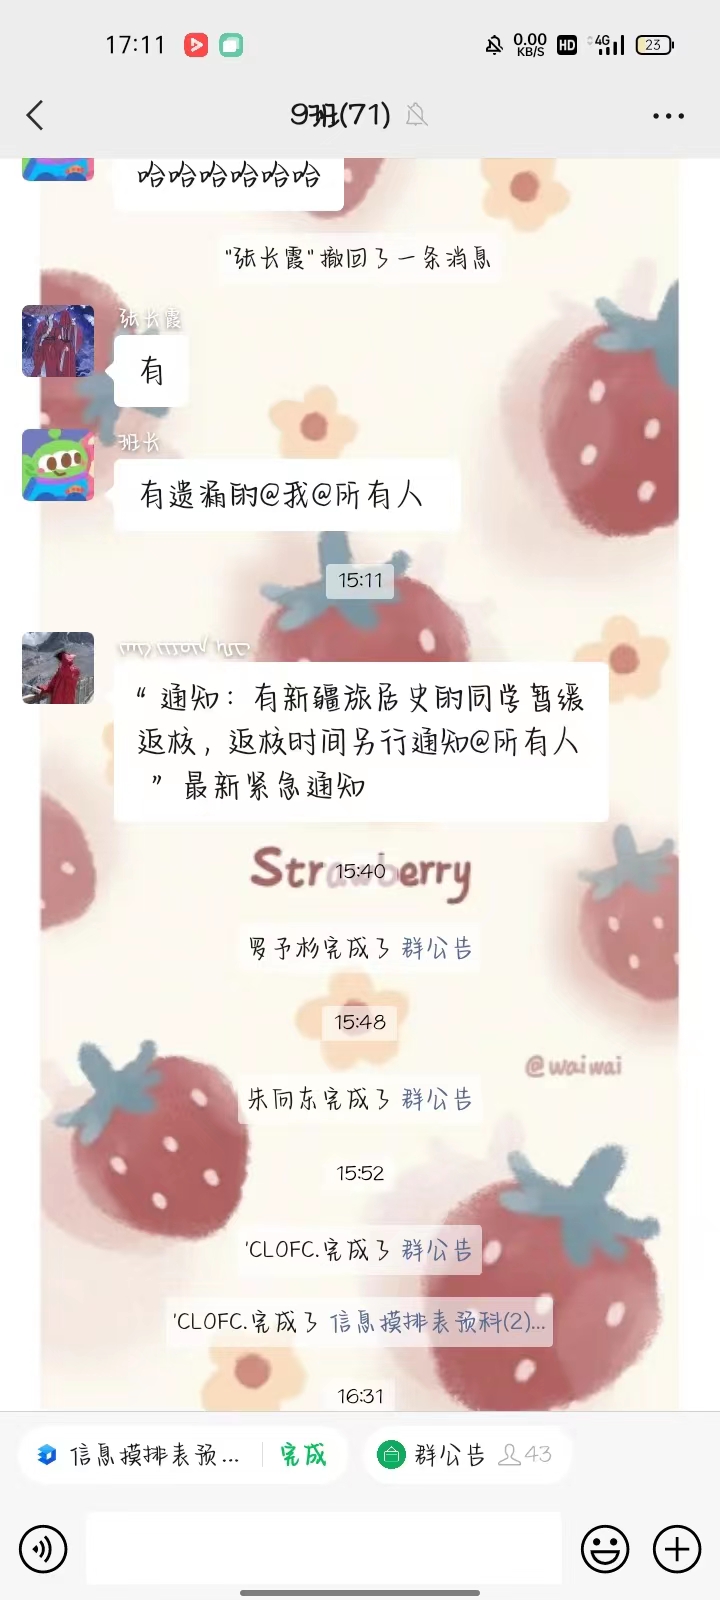 17:11
0.00
KB/S
HD
4G
23
9班(71)
哈哈哈哈哈哈
"张长霞"撤回了一条消息
张长霞
有
班长
有遗漏的@我@所有人
15:11
“ 通知：有新疆旅居史的同学暂缓
返校，返校时间另行通知@所有人
” 最新紧急通知
Strawberry
15:40
罗予杉完成了 群公告
15:48
@waiwai
朱向东完成了 群公告
15:52
'CLOFC.完成了 群公告
'CLOFC.完成了 信息摸排表预科(2)...
16:31
信息摸排表预... 完成
群公告 43